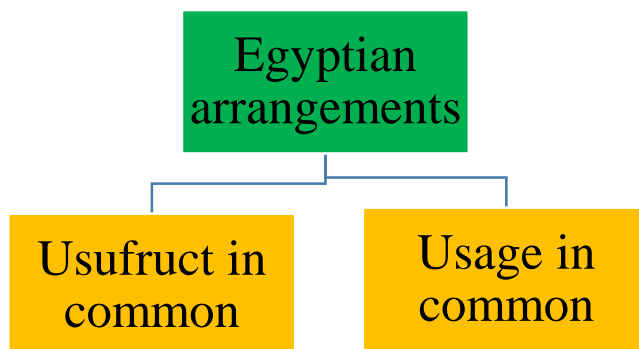 Egyptian
arrangements
Usufruct in
common
Usage in
common